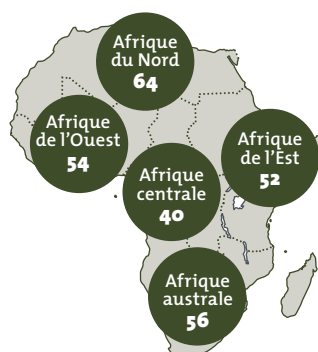 Afrique
du Nord
64
Afrique
de l'Ouest
54
Afrique
de l'Est
52
Afrique
centrale
40
Afrique
australe
56